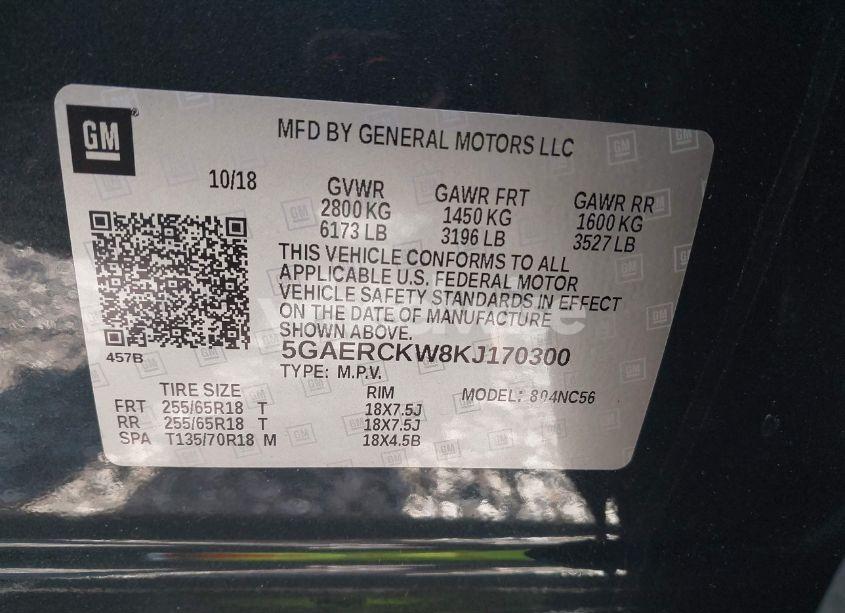 GM
MFD BY GENERAL MOTORS LLC
10/18
GVWR GAWR FRT GAWR RR
2800 KG 1450 KG 1600 KG
6173 LB 3196 LB 3527 LB
THIS VEHICLE CONFORMS TO ALL
APPLICABLE U.S. FEDERAL MOTOR
VEHICLE SAFETY STANDARDS IN EFFECT
ON THE DATE OF MANUFACTURE
SHOWN ABOVE.
457B
5GAERCKW8KJ170300
TYPE: M.P.V.
TIRE SIZE RIM MODEL: 804NC56
FRT 255/65R18 T 18X7.5J
RR 255/65R18 T 18X7.5J
SPA T135/70R18 M 18X4.5B